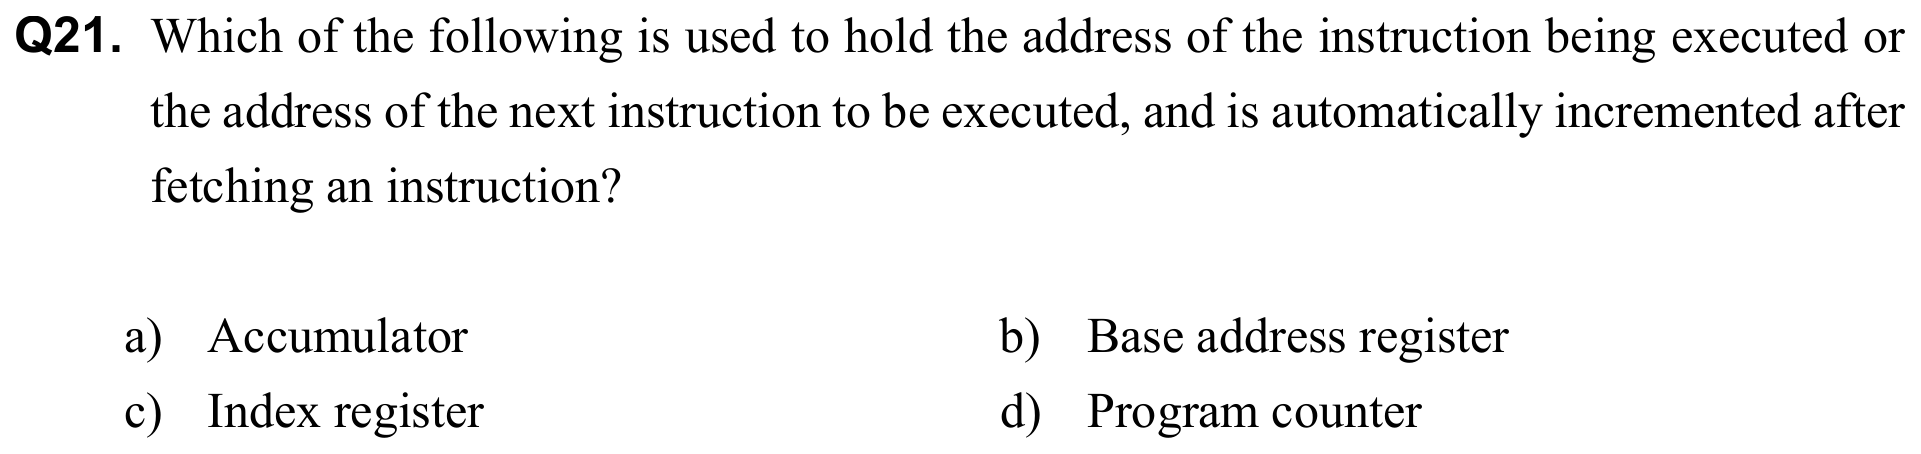 Q21. Which of the following is used to hold the address of the instruction being executed or
the address of the next instruction to be executed, and is automatically incremented after
fetching an instruction?
a) Accumulator b) Base address register
c) Index register d) Program counter